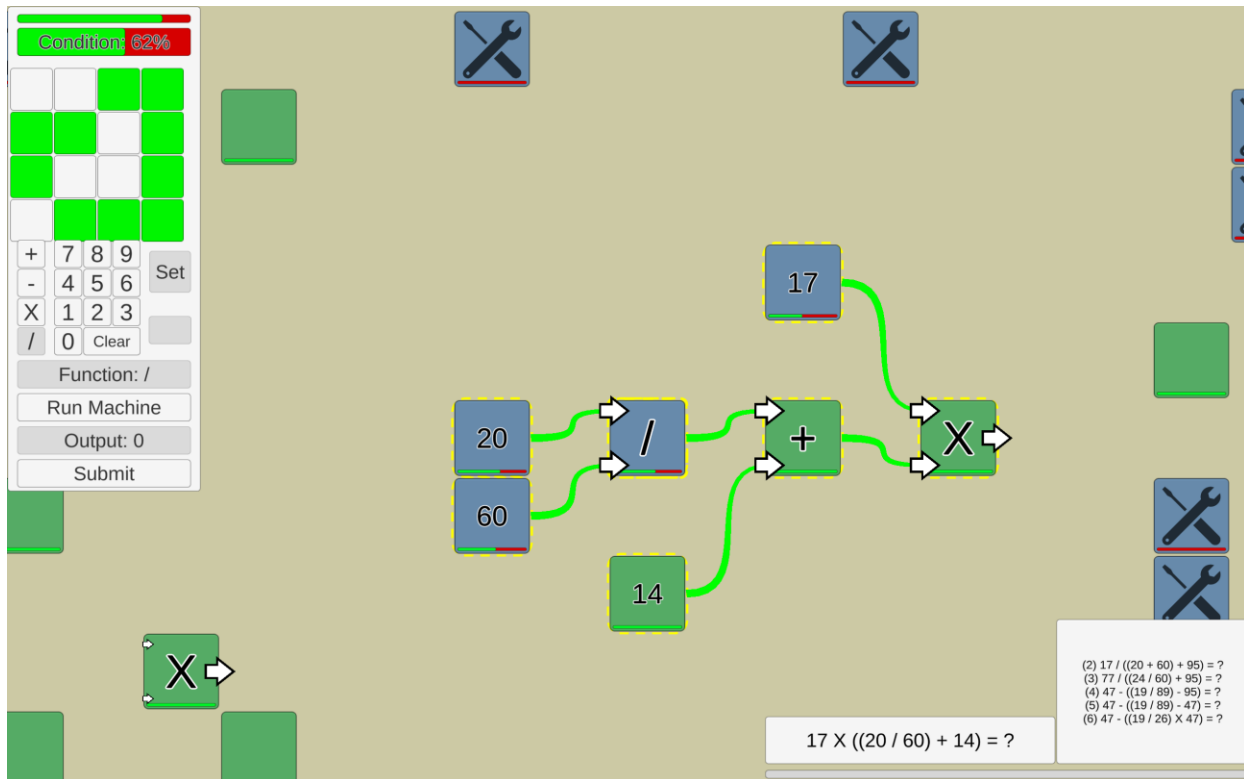 Condition: 62%
+ 7 8 9
Set
- 4 5 6
X 1 2 3
/ 0 Clear
Function: /
Run Machine
Output: 0
Submit
17
20
/
+
X
60
14
X
17 X ((20 / 60) + 14) = ?
(2) 17 / ((20 + 60) + 95) = ?
(3) 77 / ((24 / 60) + 95) = ?
(4) 47 - ((19 / 89) - 95) = ?
(5) 47 - ((19 / 89) - 47) = ?
(6) 47 - ((19 / 26) X 47) = ?